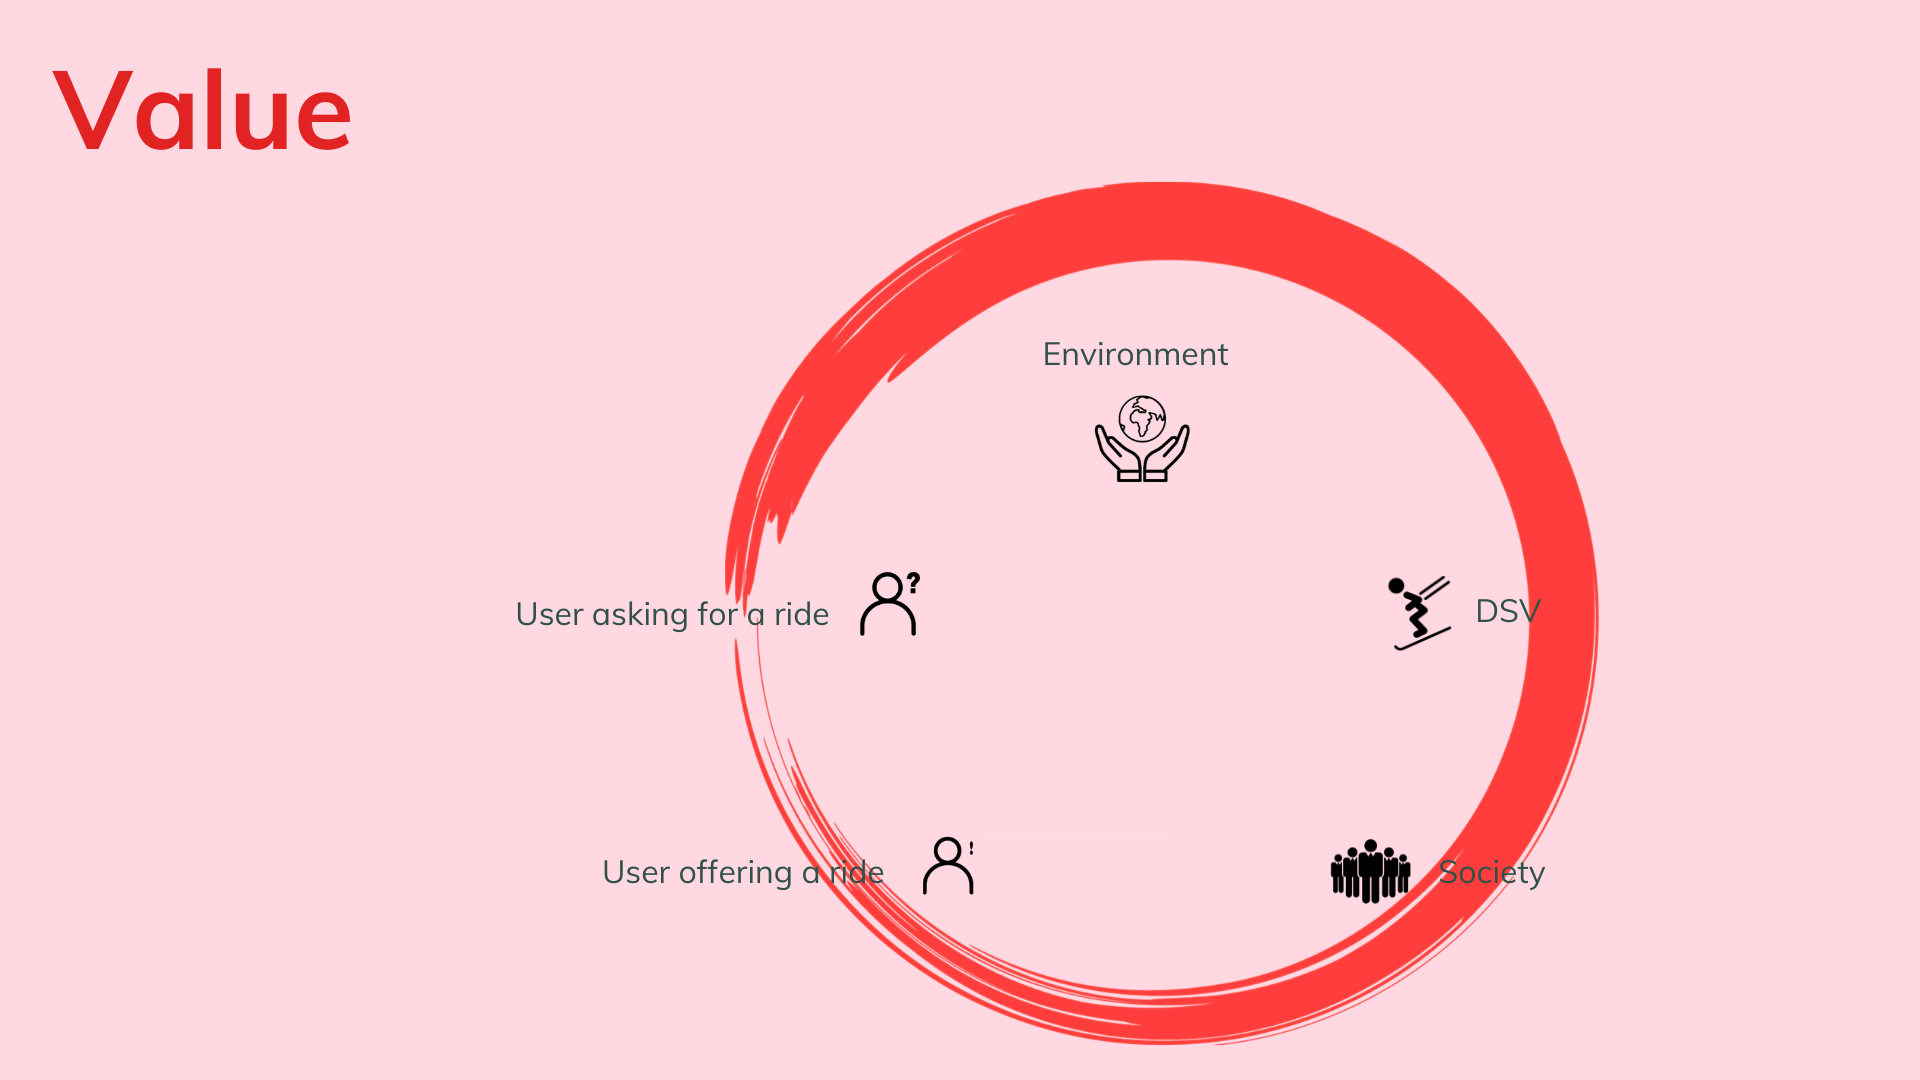 Value
Environment
User asking for a ride
?
DSV
User offering a ride
!
Society